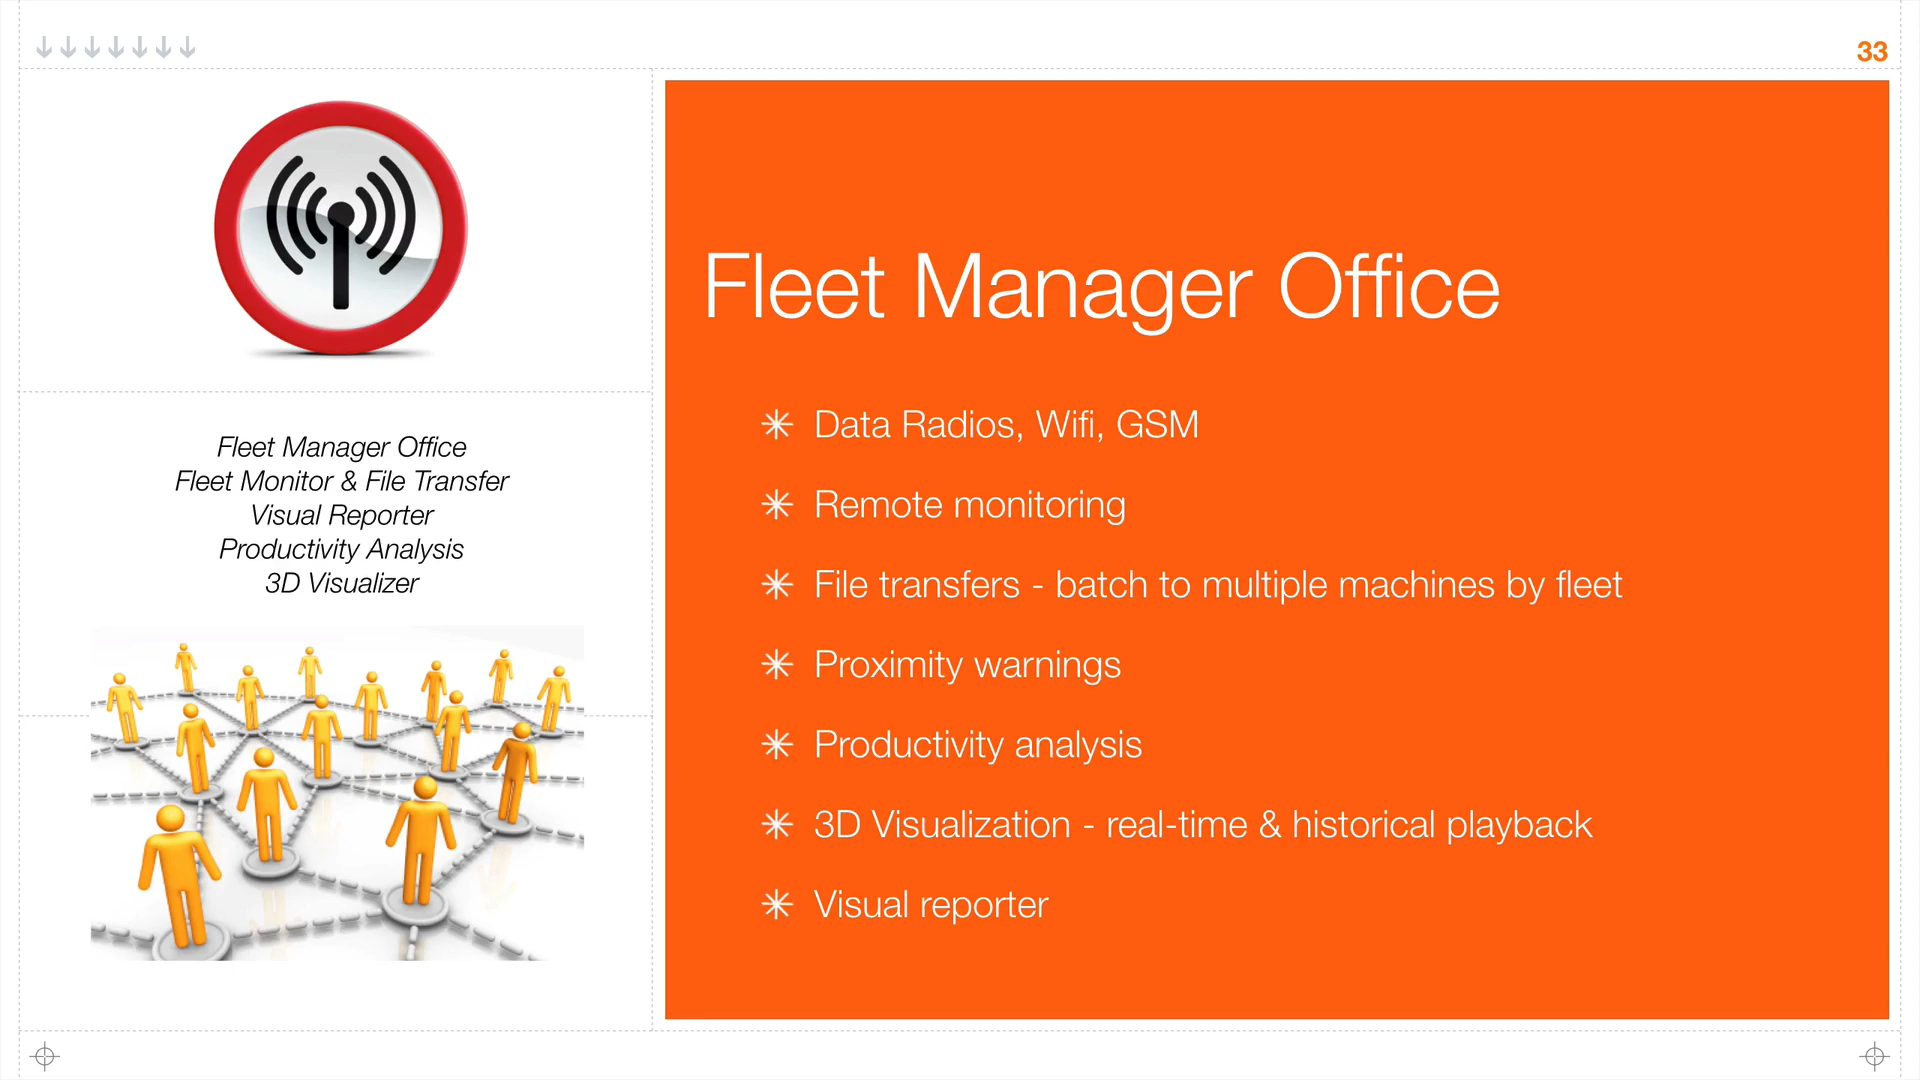 33
Fleet Manager Office
Fleet Monitor & File Transfer
Visual Reporter
Productivity Analysis
3D Visualizer
Fleet Manager Office
Data Radios, Wifi, GSM
Remote monitoring
File transfers - batch to multiple machines by fleet
Proximity warnings
Productivity analysis
3D Visualization - real-time & historical playback
Visual reporter